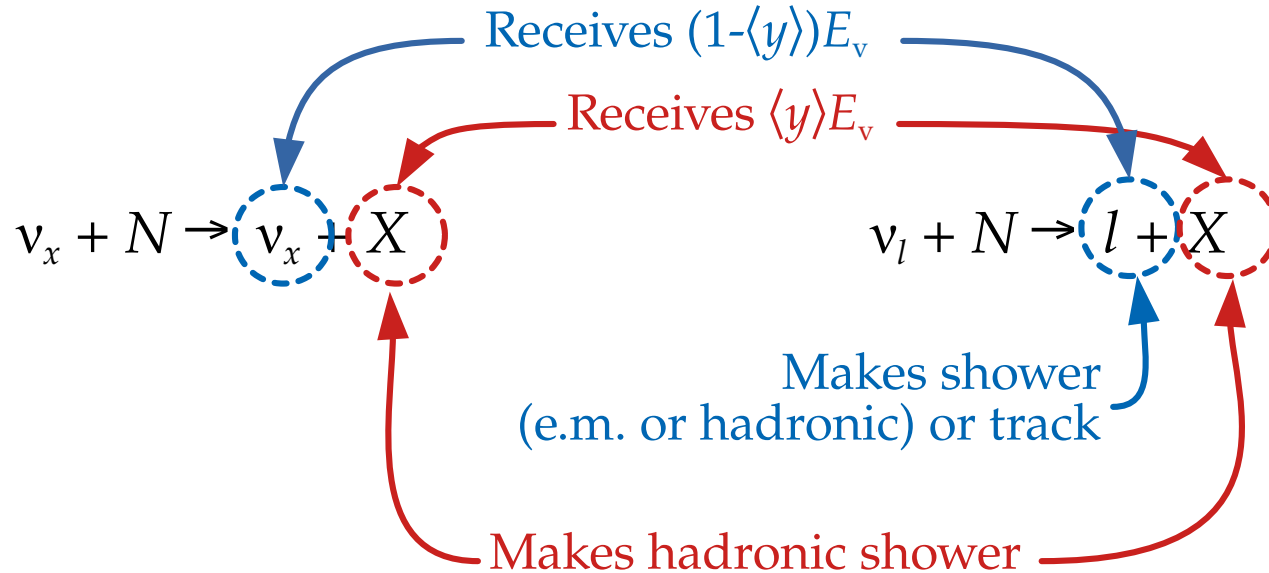 Receives (1-⟨y⟩)E_ν
Receives ⟨y⟩E_ν
ν_x + N → ν_x + X
ν_l + N → l + X
Makes shower
(e.m. or hadronic) or track
Makes hadronic shower